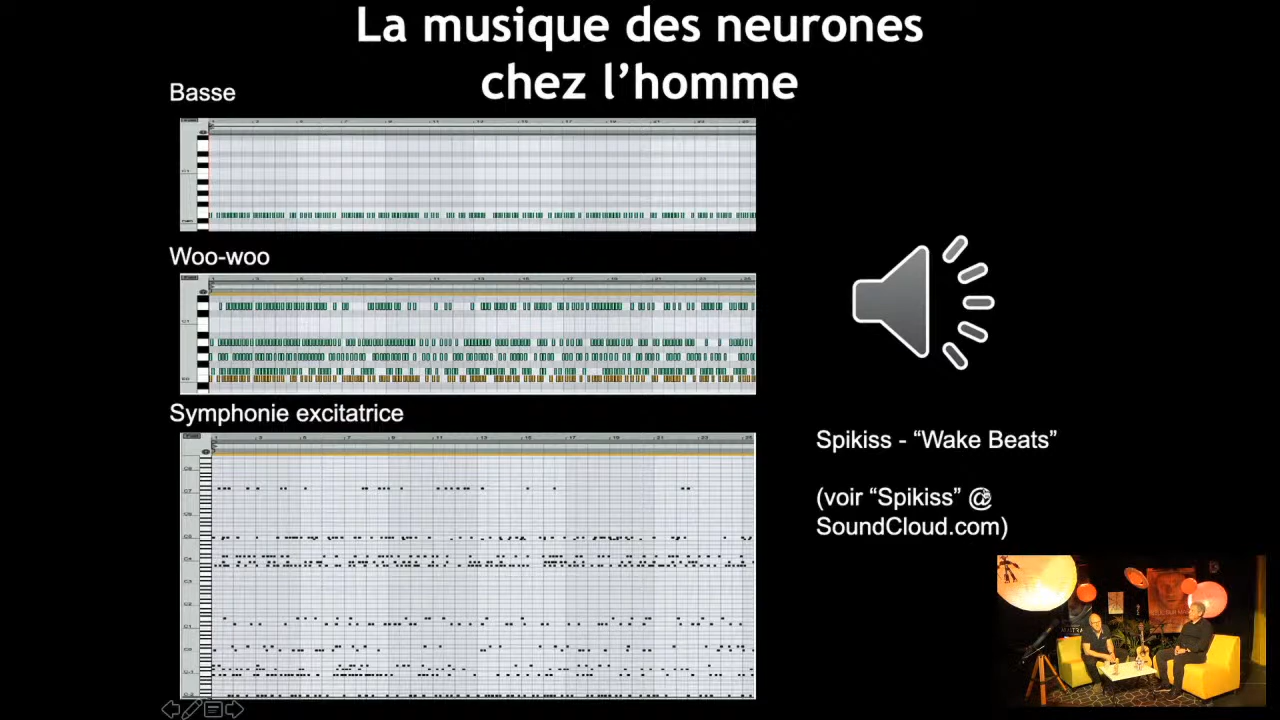 La musique des neurones
chez l’homme
Basse
Woo-woo
Symphonie excitatrice
Spikiss - “Wake Beats”
(voir “Spikiss” @
SoundCloud.com)